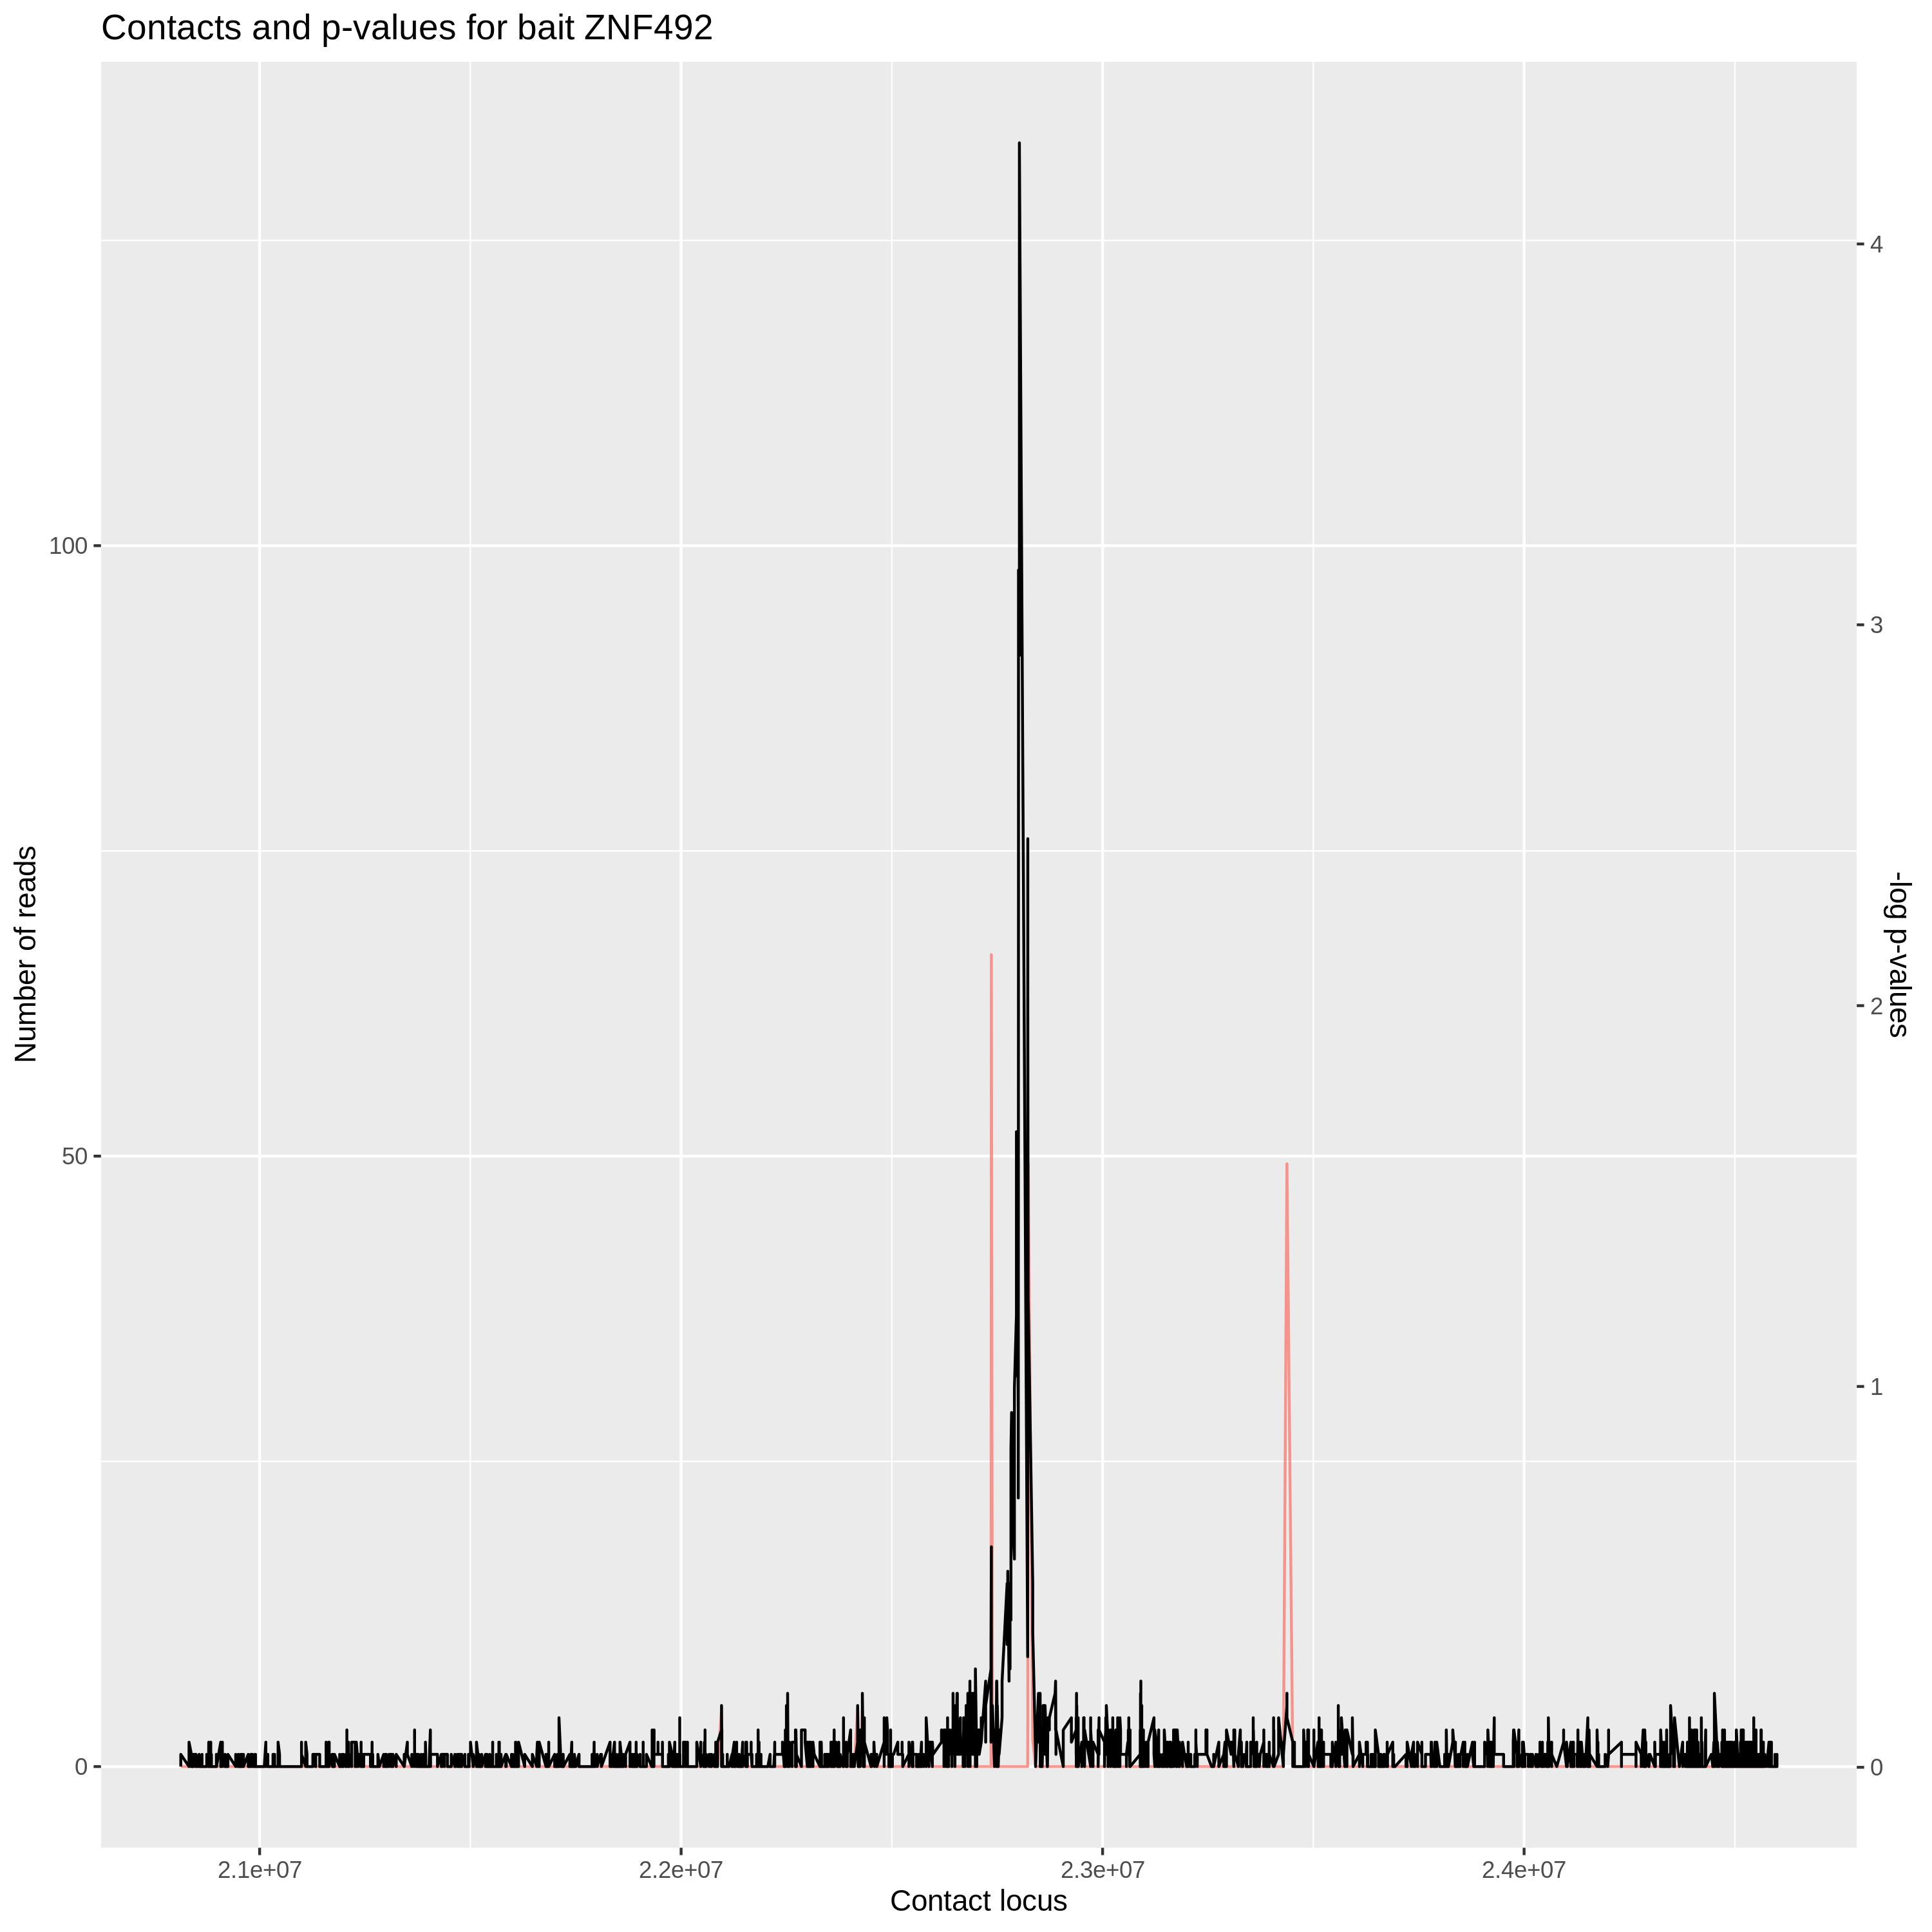 Contacts and p-values for bait ZNF492
Number of reads
100
50
0
4
3
2
1
0
-log p-values
2.1e+07
2.2e+07
2.3e+07
2.4e+07
Contact locus